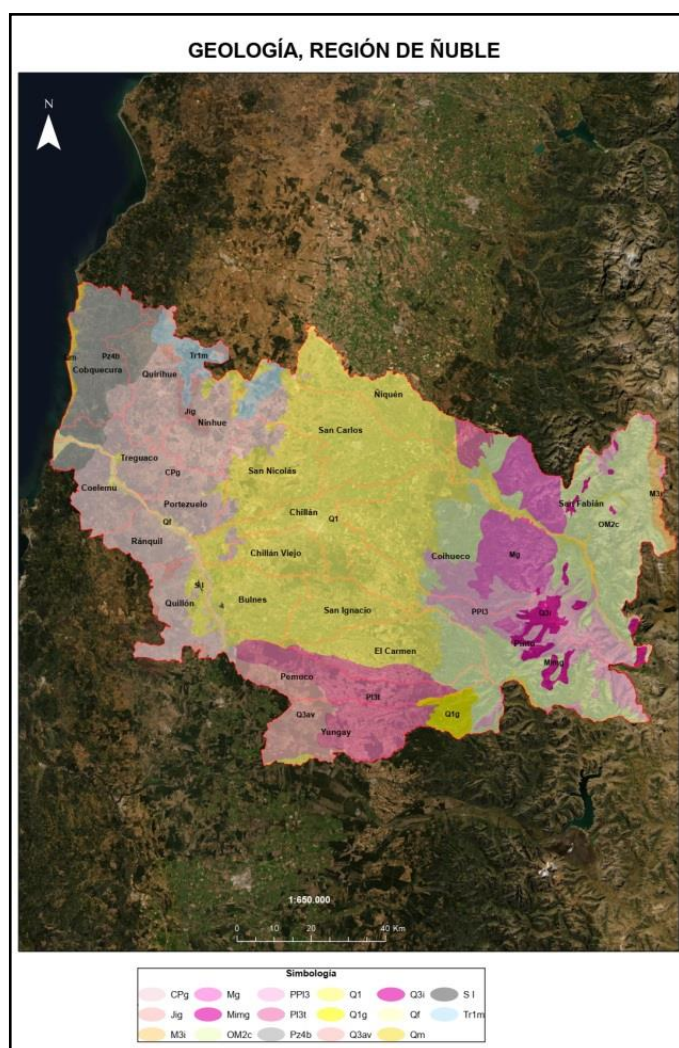 GEOLOGÍA, REGIÓN DE ÑUBLE
N
Tr1m
Pz4b
Cobquecura
Quirihue
Jig
Ninhue
Ñiquén
San Carlos
Treguaco
CPg
San Nicolás
Coelemu
Portezuelo
San Fabián
M3i
OM2c
Chillán
Q1
Qf
Ránquil
Chillán Viejo
Coihueco
Mg
Quillón
Bulnes
San Ignacio
PPl3
Q3i
Pinto
El Carmen
Mimg
Pemuco
Pl3t
Q3av
Yungay
Q1g
1:650.000
0 10 20 40 Km
Simbología
CPg Mg PPl3 Q1 Q3i S I
Jig Mimg Pl3t Q1g Qf Tr1m
M3i OM2c Pz4b Q3av Qm